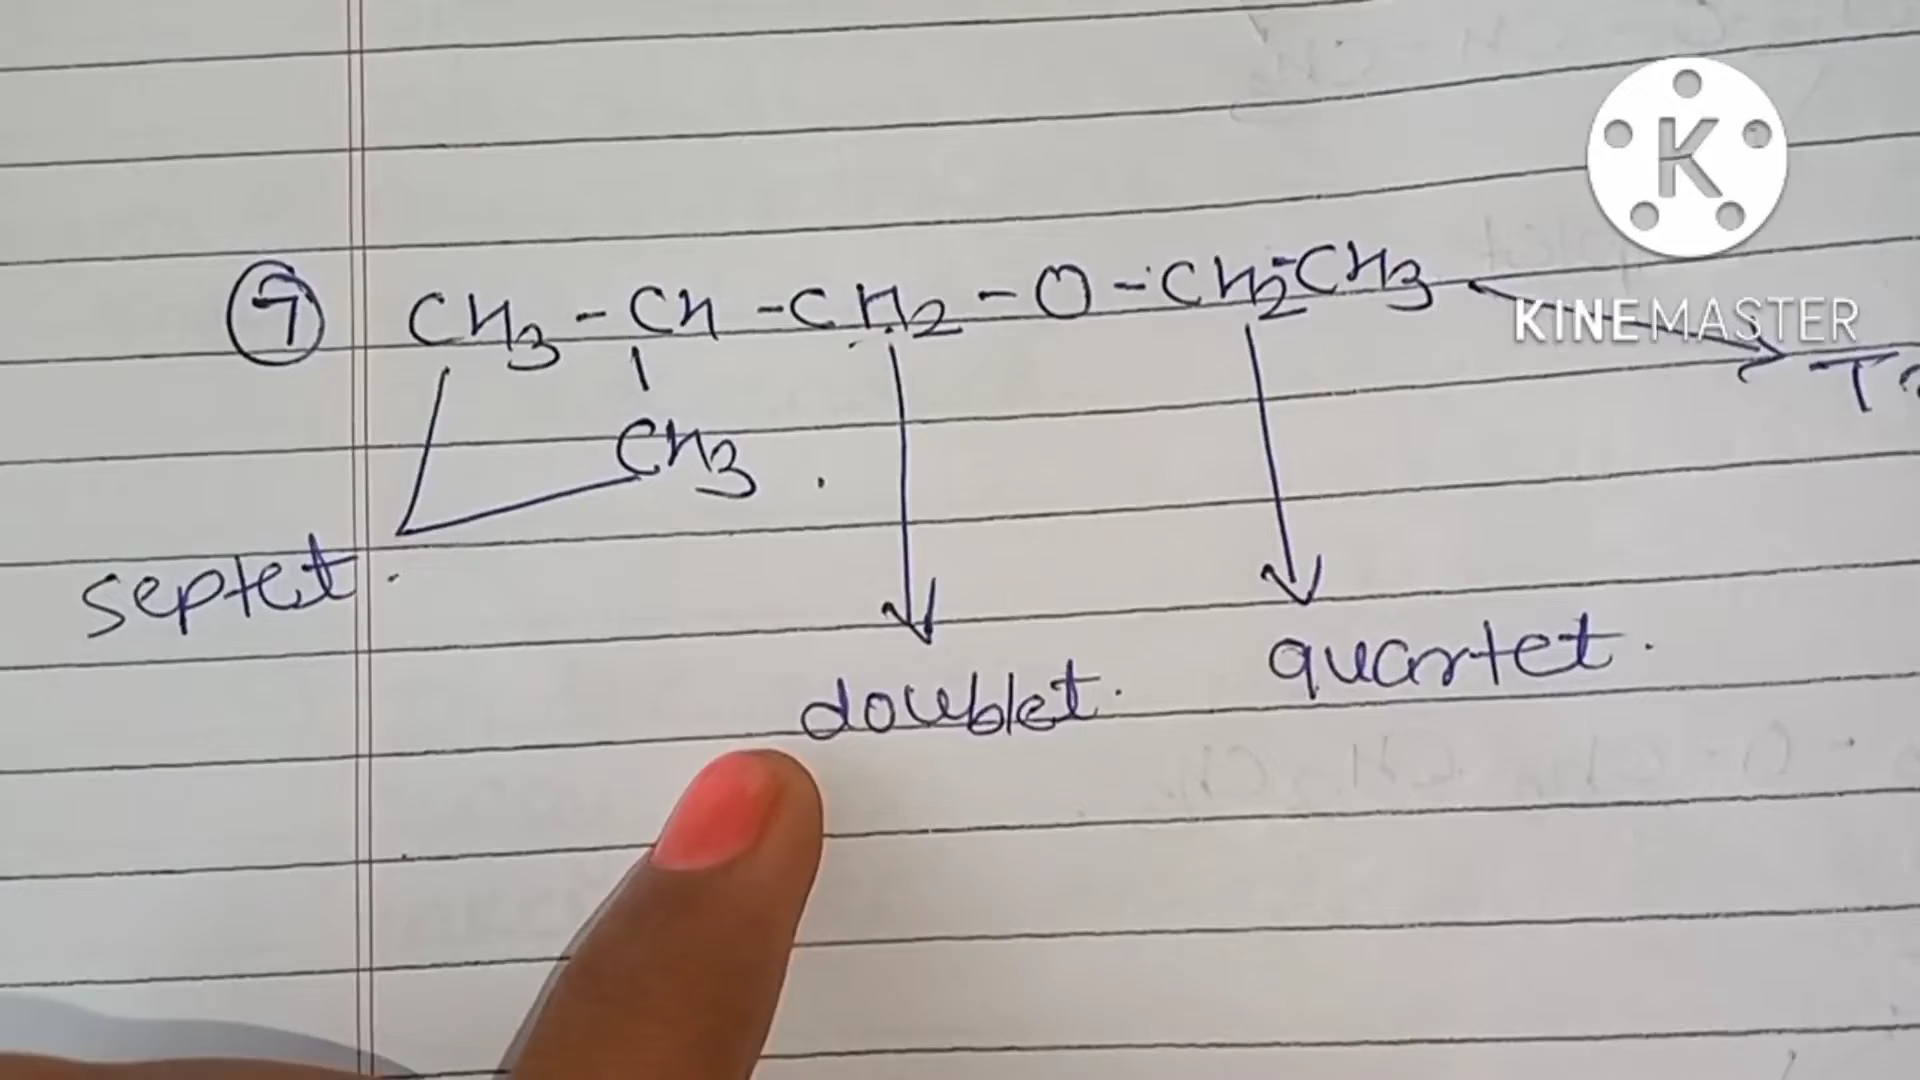 7 CH3 - CH - CH2 - O - CH2-CH3
CH3
septet.
doublet.
quartet.
K
KINEMASTER